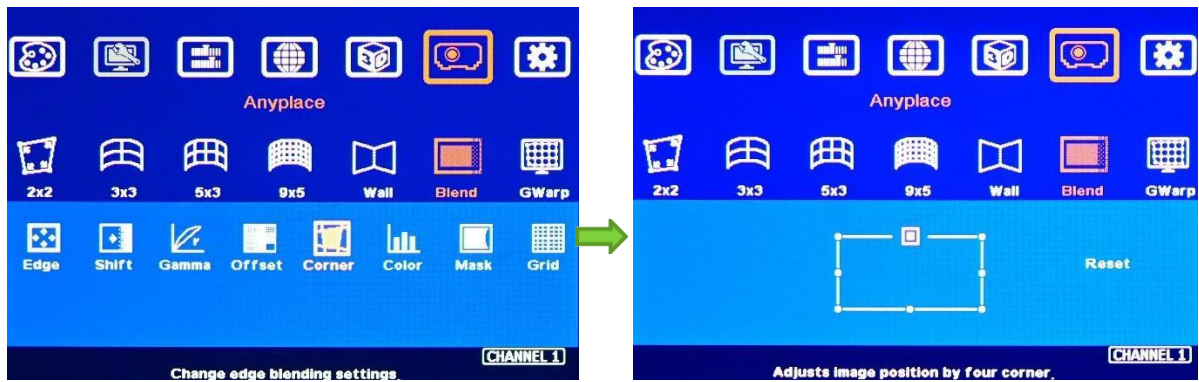 Anyplace
2x2 3x3 5x3 9x5 Wall Blend GWarp
Edge Shift Gamma Offset Corner Color Mask Grid
CHANNEL 1
Change edge blending settings.
3D
Anyplace
2x2 3x3 5x3 9x5 Wall Blend GWarp
Reset
CHANNEL 1
Adjusts image position by four corner.